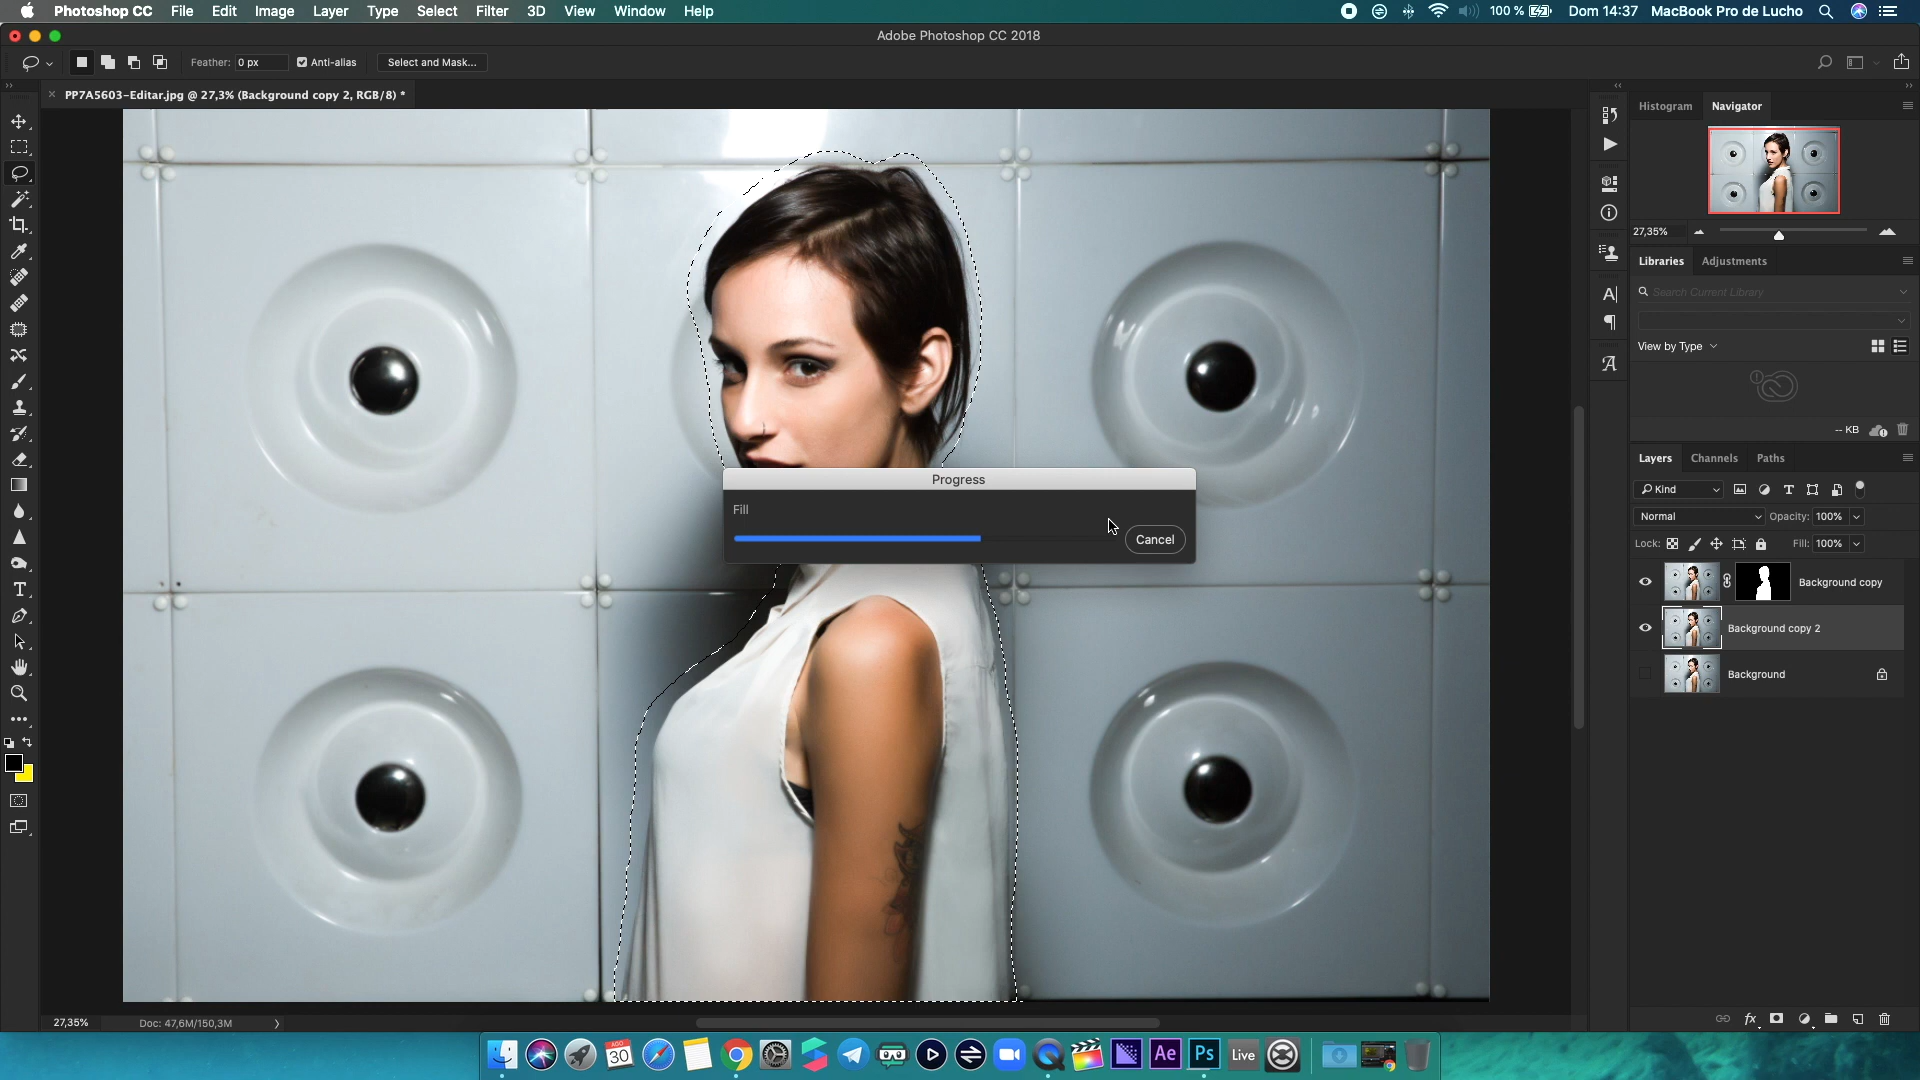 Photoshop CC File Edit Image Layer Type Select Filter 3D View Window Help 100 % Dom 14:37 MacBook Pro de Lucho
Adobe Photoshop CC 2018
Feather: 0 px Anti-alias Select and Mask...
PP7A5603-Editar.jpg @ 27,3% (Background copy 2, RGB/8) *
Histogram Navigator
27,35%
Libraries Adjustments
Search Current Library
View by Type
-- KB
Layers Channels Paths
Kind
Normal Opacity: 100%
Lock: Fill: 100%
Background copy
Background copy 2
Background
Progress
Fill
Cancel
27,35% Doc: 47,6M/150,3M
AGO
30
Ae Ps Live